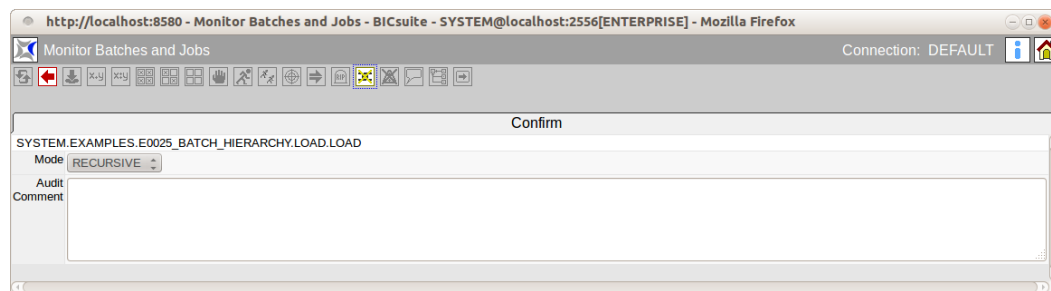 http://localhost:8580 - Monitor Batches and Jobs - BICsuite - SYSTEM@localhost:2556[ENTERPRISE] - Mozilla Firefox
Monitor Batches and Jobs
Connection: DEFAULT
x.y
x:y
RIP
Confirm
SYSTEM.EXAMPLES.E0025_BATCH_HIERARCHY.LOAD.LOAD
Mode RECURSIVE
Audit
Comment